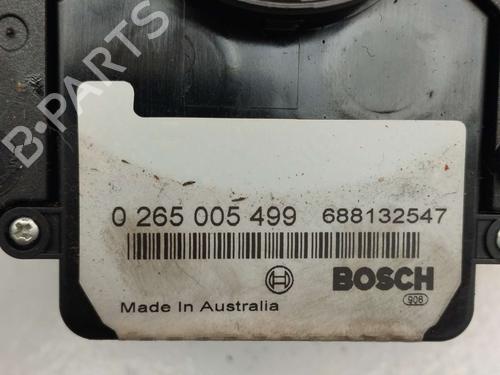 B-PARTS
0 265 005 499 688132547
BOSCH
908
Made In Australia